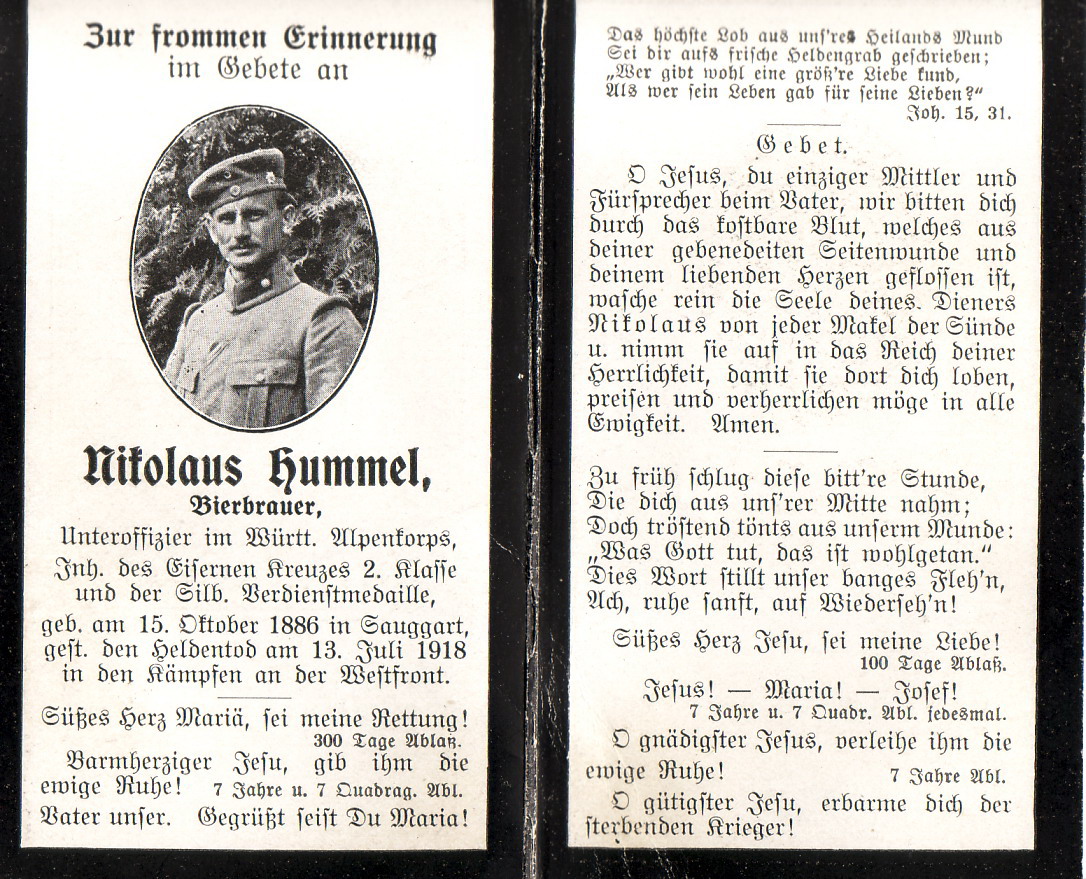 Zur frommen Erinnerung
im Gebete an
Nikolaus Hummel,
Bierbrauer,
Unteroffizier im Württ. Alpenkorps,
Inh. des Eisernen Kreuzes 2. Klasse
und der Silb. Verdienstmedaille,
geb. am 15. Oktober 1886 in Sauggart,
gest. den Heldentod am 13. Juli 1918
in den Kämpfen an der Westfront.
Süßes Herz Mariä, sei meine Rettung!
300 Tage Ablaß.
Barmherziger Jesu, gib ihm die
ewige Ruhe! 7 Jahre u. 7 Quadrag. Abl.
Vater unser. Gegrüßt seist Du Maria!
Das höchste Lob aus uns'res Heilands Mund
Sei dir aufs frische Heldengrab geschrieben;
„Wer gibt wohl eine größ're Liebe kund,
Als wer sein Leben gab für seine Lieben?"
Joh. 15, 31.
Gebet.
O Jesus, du einziger Mittler und
Fürsprecher beim Vater, wir bitten dich
durch das kostbare Blut, welches aus
deiner gebenedeiten Seitenwunde und
deinem liebenden Herzen geflossen ist,
wasche rein die Seele deines Dieners
Nikolaus von jeder Makel der Sünde
u. nimm sie auf in das Reich deiner
Herrlichkeit, damit sie dort dich loben,
preisen und verherrlichen möge in alle
Ewigkeit. Amen.
Zu früh schlug diese bitt're Stunde,
Die dich aus uns'rer Mitte nahm;
Doch tröstend tönts aus unserm Munde:
„Was Gott tut, das ist wohlgetan."
Dies Wort stillt unser banges Fleh'n,
Ach, ruhe sanft, auf Wiederseh'n!
Süßes Herz Jesu, sei meine Liebe!
100 Tage Ablaß.
Jesus! — Maria! — Josef!
7 Jahre u. 7 Quadr. Abl. jedesmal.
O gnädigster Jesus, verleihe ihm die
ewige Ruhe! 7 Jahre Abl.
O gütigster Jesu, erbarme dich der
sterbenden Krieger!